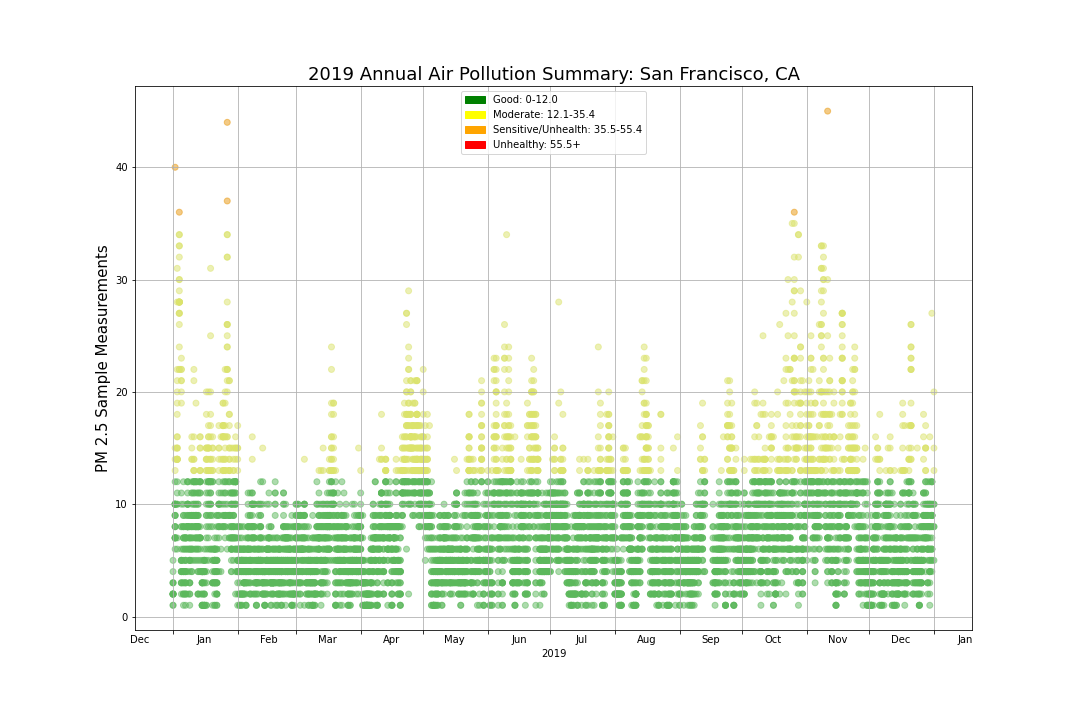 2019 Annual Air Pollution Summary: San Francisco, CA
Good: 0-12.0
Moderate: 12.1-35.4
Sensitive/Unhealth: 35.5-55.4
Unhealthy: 55.5+
PM 2.5 Sample Measurements
40
30
20
10
0
Dec Jan Feb Mar Apr May Jun Jul Aug Sep Oct Nov Dec Jan
2019